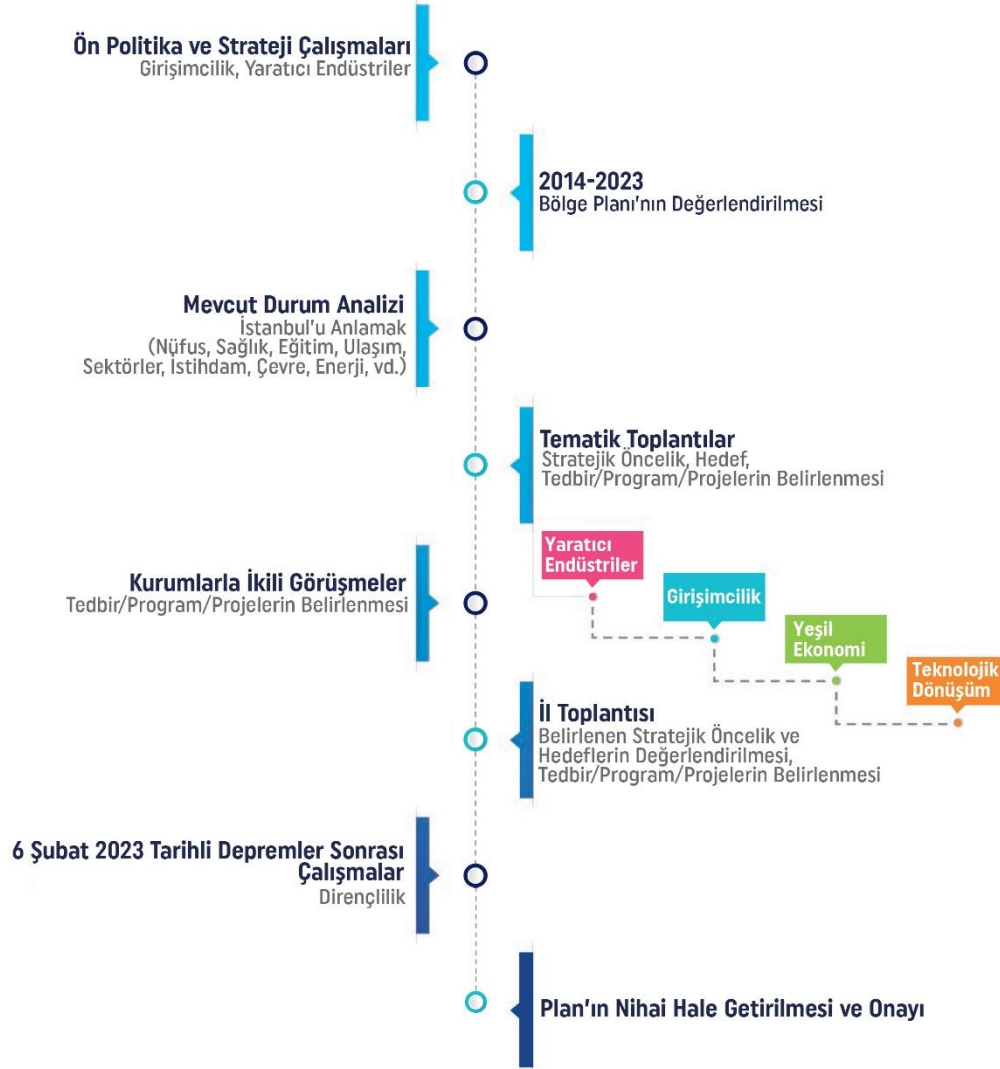 Ön Politika ve Strateji Çalışmaları
Girişimcilik, Yaratıcı Endüstriler
2014-2023
Bölge Planı'nın Değerlendirilmesi
Mevcut Durum Analizi
İstanbul'u Anlamak
(Nüfus, Sağlık, Eğitim, Ulaşım,
Sektörler, İstihdam, Çevre, Enerji, vd.)
Tematik Toplantılar
Stratejik Öncelik, Hedef,
Tedbir/Program/Projelerin Belirlenmesi
Yaratıcı
Endüstriler
Girişimcilik
Yeşil
Ekonomi
Teknolojik
Dönüşüm
Kurumlarla İkili Görüşmeler
Tedbir/Program/Projelerin Belirlenmesi
İl Toplantısı
Belirlenen Stratejik Öncelik ve
Hedeflerin Değerlendirilmesi,
Tedbir/Program/Projelerin Belirlenmesi
6 Şubat 2023 Tarihli Depremler Sonrası
Çalışmalar
Dirençlilik
Plan'ın Nihai Hale Getirilmesi ve Onayı